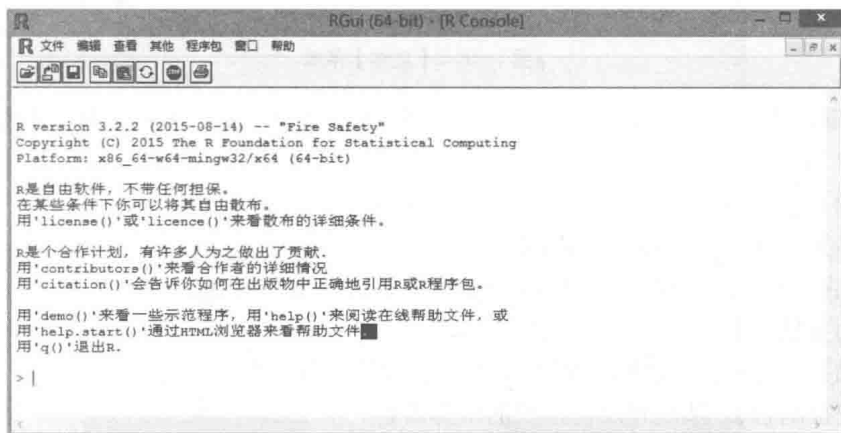 RGui (64-bit) - [R Console]
文件 编辑 查看 其他 程序包 窗口 帮助
STOP
R version 3.2.2 (2015-08-14) -- "Fire Safety"
Copyright (C) 2015 The R Foundation for Statistical Computing
Platform: x86_64-w64-mingw32/x64 (64-bit)
R是自由软件，不带任何担保。
在某些条件下你可以将其自由散布。
用'license()'或'licence()'来看散布的详细条件。
R是个合作计划，有许多人为之做出了贡献.
用'contributors()'来看合作者的详细情况
用'citation()'会告诉你如何在出版物中正确地引用R或R程序包。
用'demo()'来看一些示范程序，用'help()'来阅读在线帮助文件，或
用'help.start()'通过HTML浏览器来看帮助文件。
用'q()'退出R.
> |